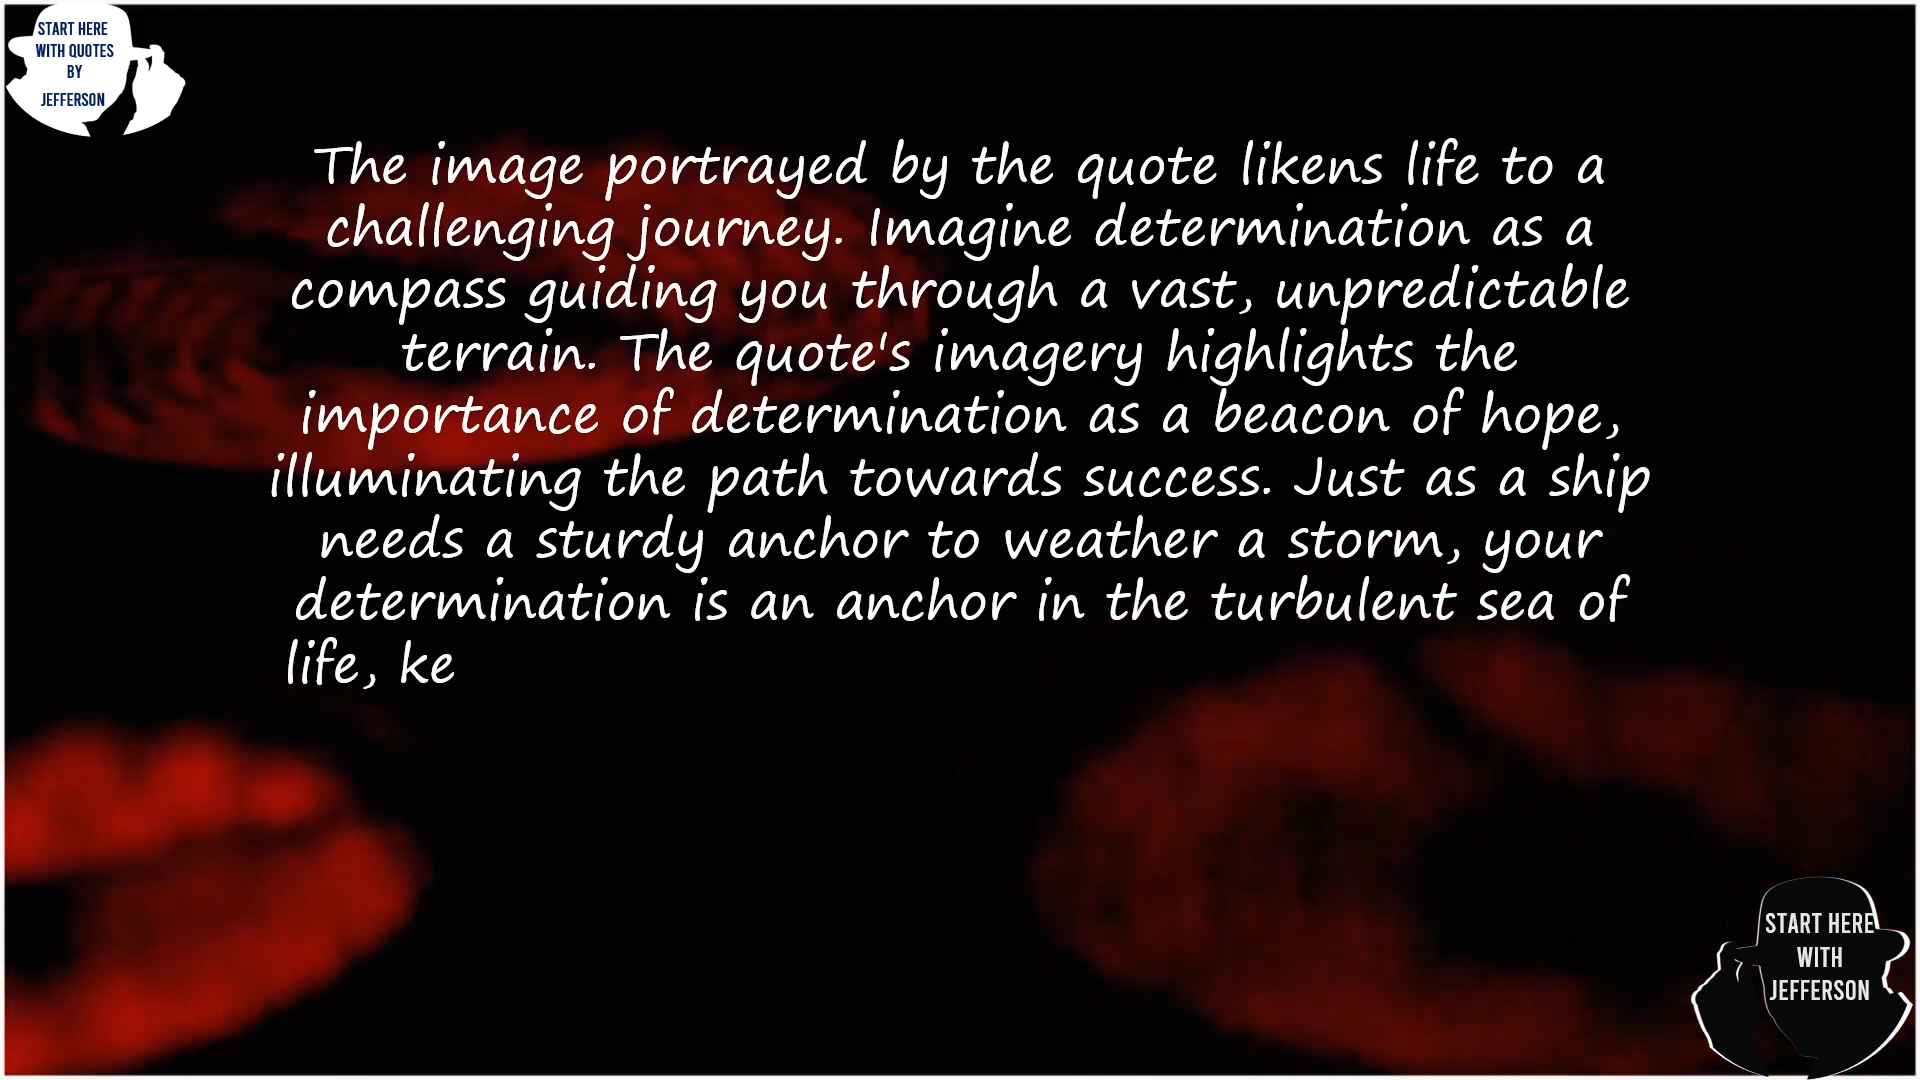 START HERE
WITH QUOTES
BY
JEFFERSON
The image portrayed by the quote likens life to a
challenging journey. Imagine determination as a
compass guiding you through a vast, unpredictable
terrain. The quote's imagery highlights the
importance of determination as a beacon of hope,
illuminating the path towards success. Just as a ship
needs a sturdy anchor to weather a storm, your
determination is an anchor in the turbulent sea of
life, ke
START HERE
WITH
JEFFERSON